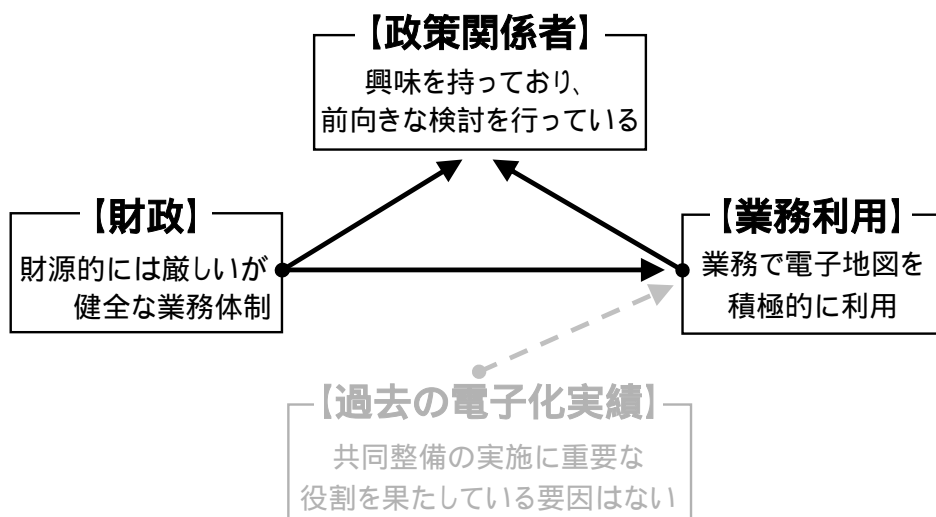 【政策関係者】
興味を持っており、
前向きな検討を行っている
【財政】
財源的には厳しいが
健全な業務体制
【業務利用】
業務で電子地図を
積極的に利用
【過去の電子化実績】
共同整備の実施に重要な
役割を果たしている要因はない